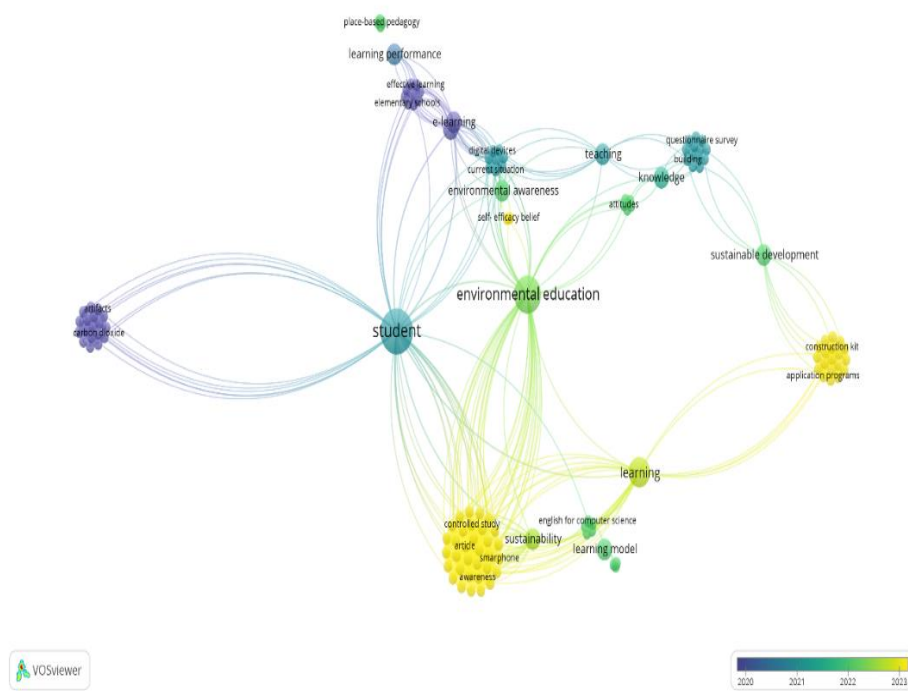 place-based pedagogy
learning performance
effective learning
elementary schools
e-learning
digital devices
current situation
environmental awareness
self- efficacy belief
teaching
questionnaire survey
building
knowledge
attitudes
sustainable development
environmental education
student
artifacts
carbon dioxide
construction kit
application programs
learning
controlled study
article
smarphone
awareness
sustainability
english for computer science
learning model
VOSviewer
2020 2021 2022 2023